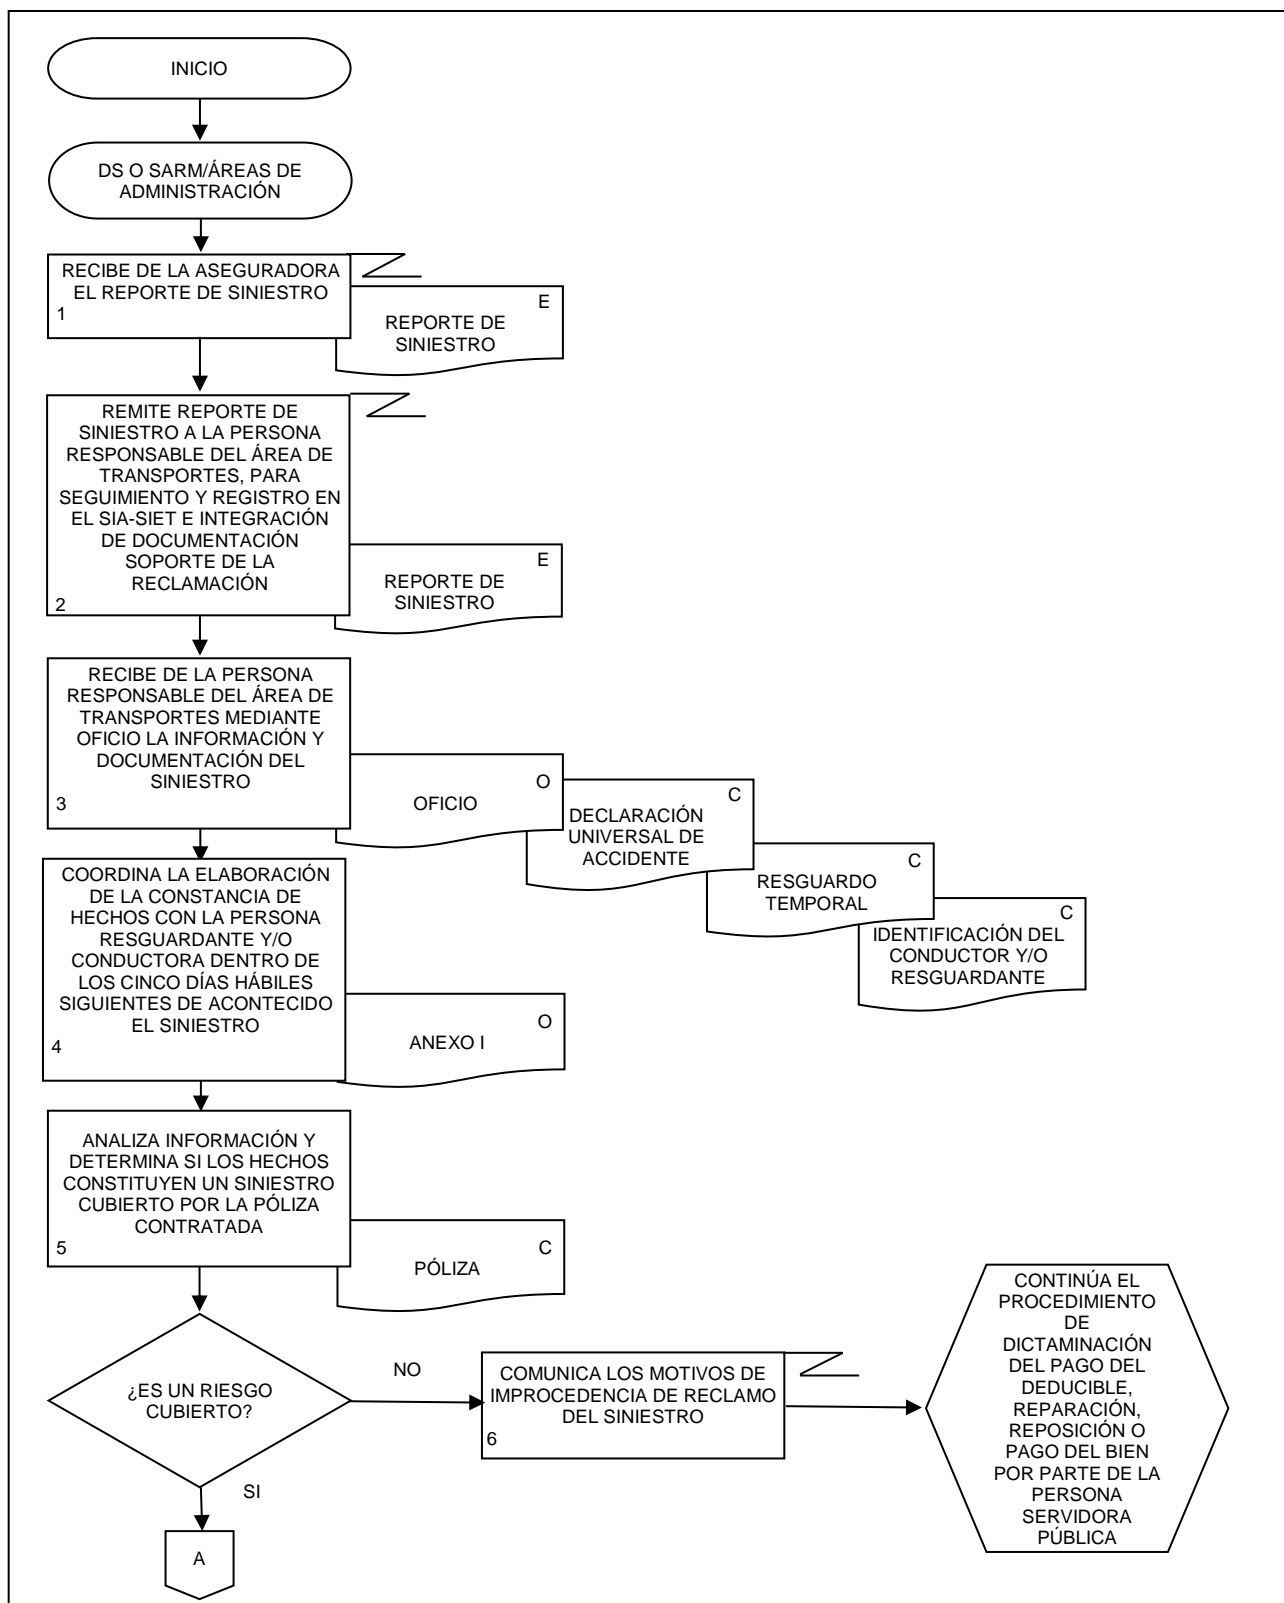 INICIO
DS O SARM/ÁREAS DE
ADMINISTRACIÓN
RECIBE DE LA ASEGURADORA
EL REPORTE DE SINIESTRO
1
E
REPORTE DE
SINIESTRO
REMITE REPORTE DE
SINIESTRO A LA PERSONA
RESPONSABLE DEL ÁREA DE
TRANSPORTES, PARA
SEGUIMIENTO Y REGISTRO EN
EL SIA-SIET E INTEGRACIÓN
DE DOCUMENTACIÓN
SOPORTE DE LA
RECLAMACIÓN
2
E
REPORTE DE
SINIESTRO
RECIBE DE LA PERSONA
RESPONSABLE DEL ÁREA DE
TRANSPORTES MEDIANTE
OFICIO LA INFORMACIÓN Y
DOCUMENTACIÓN DEL
SINIESTRO
3
O
OFICIO
C
DECLARACIÓN
UNIVERSAL DE
ACCIDENTE
C
RESGUARDO
TEMPORAL
C
IDENTIFICACIÓN DEL
CONDUCTOR Y/O
RESGUARDANTE
COORDINA LA ELABORACIÓN
DE LA CONSTANCIA DE
HECHOS CON LA PERSONA
RESGUARDANTE Y/O
CONDUCTORA DENTRO DE
LOS CINCO DÍAS HÁBILES
SIGUIENTES DE ACONTECIDO
EL SINIESTRO
4
O
ANEXO I
ANALIZA INFORMACIÓN Y
DETERMINA SI LOS HECHOS
CONSTITUYEN UN SINIESTRO
CUBIERTO POR LA PÓLIZA
CONTRATADA
5
C
PÓLIZA
¿ES UN RIESGO
CUBIERTO?
NO
COMUNICA LOS MOTIVOS DE
IMPROCEDENCIA DE RECLAMO
DEL SINIESTRO
6
CONTINÚA EL
PROCEDIMIENTO
DE
DICTAMINACIÓN
DEL PAGO DEL
DEDUCIBLE,
REPARACIÓN,
REPOSICIÓN O
PAGO DEL BIEN
POR PARTE DE LA
PERSONA
SERVIDORA
PÚBLICA
SI
A